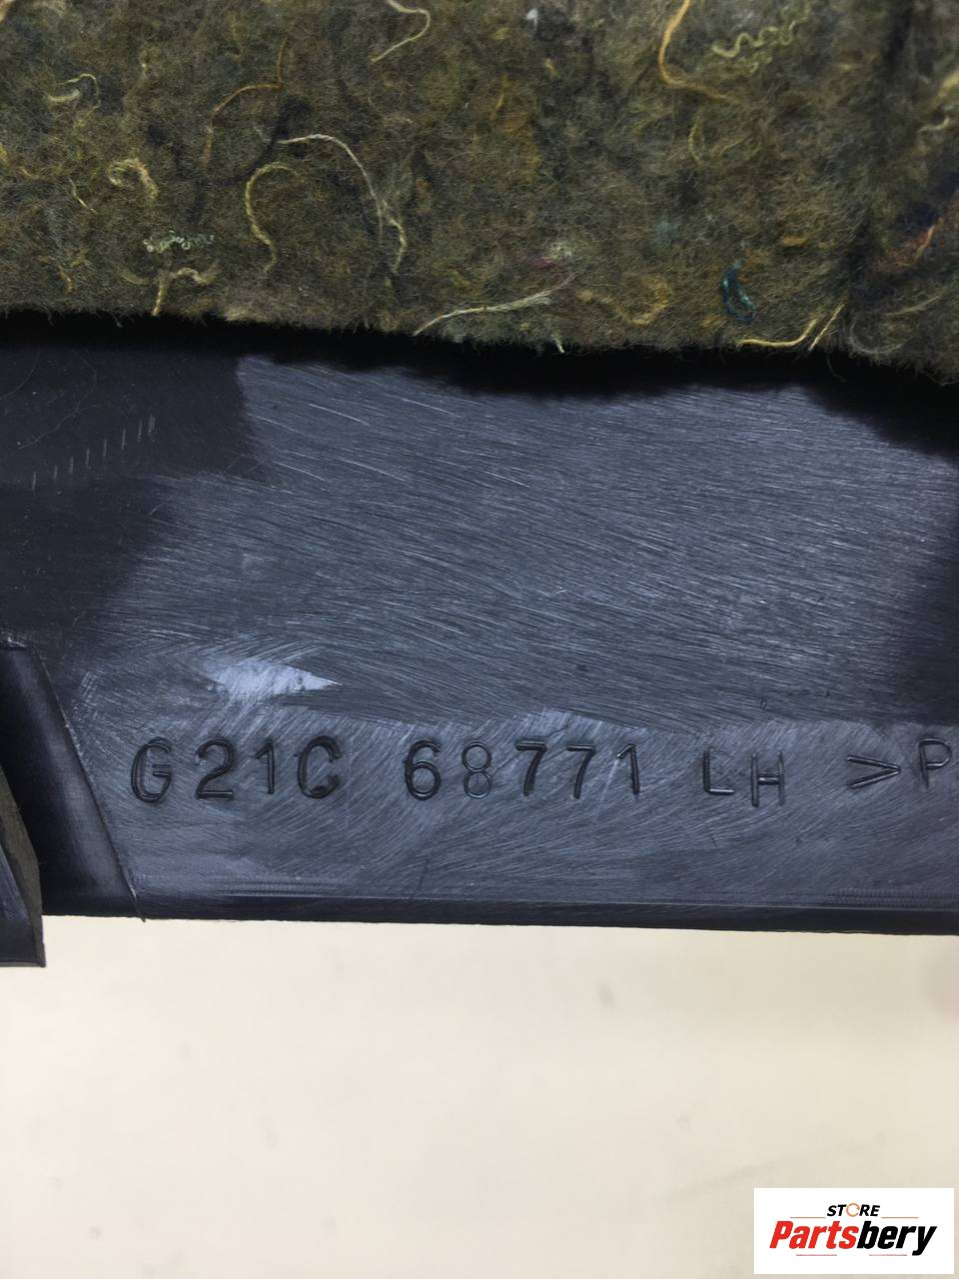 G21C 68771 LH >P
STORE
Partsbery